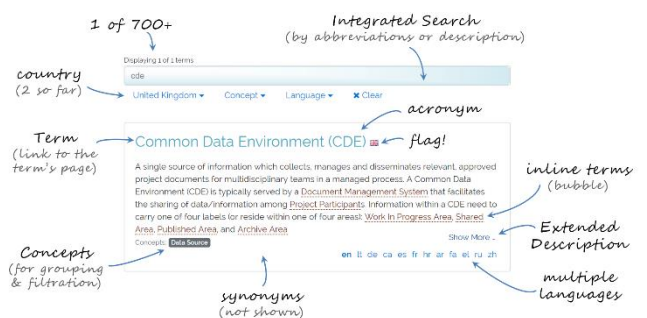 1 of 700+
Integrated Search
(by abbreviations or description)
Displaying 1 of 1 terms
cde
country
(2 so far)
United Kingdom Concept Language ✖ Clear
acronym
Term
(link to the
term's page)
Common Data Environment (CDE)
flag!
A single source of information which collects, manages and disseminates relevant, approved
project documents for multidisciplinary teams in a managed process. A Common Data
Environment (CDE) is typically served by a Document Management System that facilitates
the sharing of data/information among Project Participants. Information within a CDE need to
carry one of four labels (or reside within one of four areas): Work In Progress Area, Shared
Area, Published Area, and Archive Area
inline terms
(bubble)
Show More ..
Concepts: Data Source
Extended
Description
Concepts
(for grouping
& filtration)
en it de ca es fr hr ar fa el ru zh
synonyms
(not shown)
multiple
languages